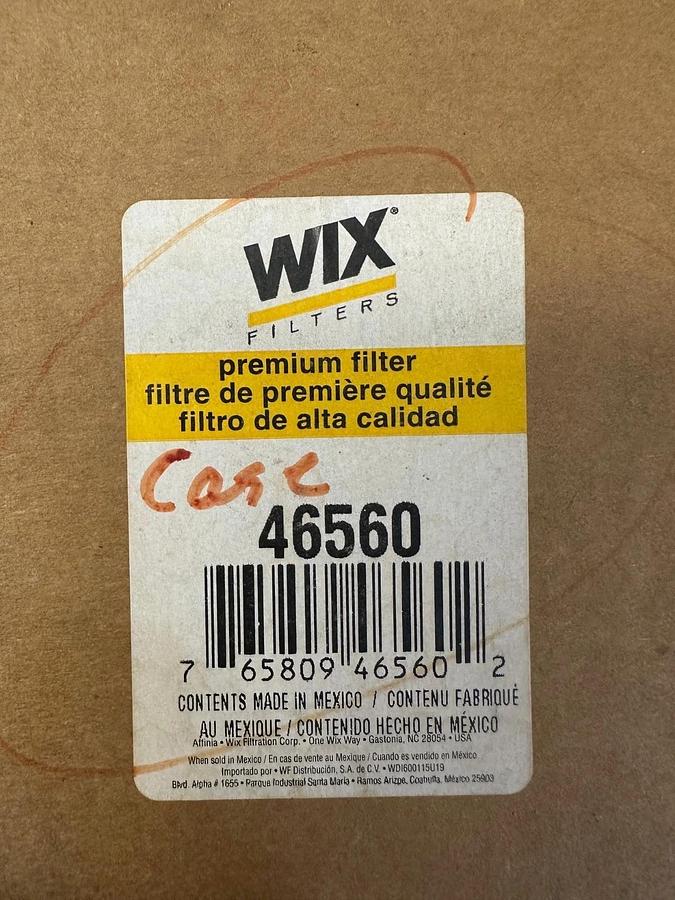 WIX®
FILTERS
premium filter
filtre de première qualité
filtro de alta calidad
Case
46560
7 65809 46560 2
CONTENTS MADE IN MEXICO / CONTENU FABRIQUÉ
AU MEXIQUE / CONTENIDO HECHO EN MÉXICO
Affinia • Wix Filtration Corp. • One Wix Way • Gastonia, NC 28054 • USA
When sold in Mexico / En cas de vente au Mexique / Cuando es vendido en México
Importado por • WF Distribución, S.A. de C.V. • WDI600115U19
Blvd. Alpha # 1655 • Parque Industrial Santa María • Ramos Arizpe, Coahuila, México 25903